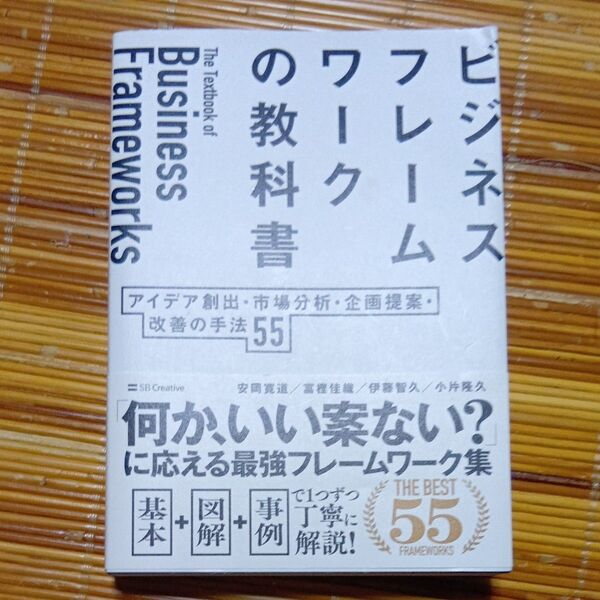 ビジネス
フレーム
ワーク
の教科書
The Textbook of
Business
Frameworks
アイデア創出・市場分析・企画提案・
改善の手法55
SB Creative
安岡寛道／富樫佳織／伊藤智久／小片隆久
「何か、いい案ない？」
に応える最強フレームワーク集
基本+図解+事例
で1つずつ
丁寧に
解説！
THE BEST
55
FRAMEWORKS